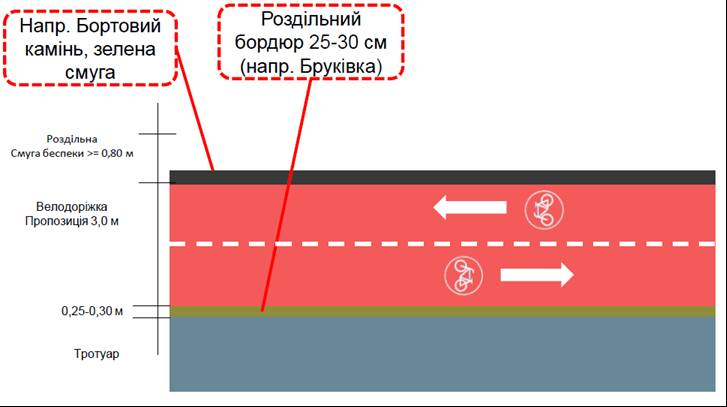 Напр. Бортовий
камінь, зелена
смуга
Роздільний
бордюр 25-30 см
(напр. Бруківка)
Роздільна
Смуга беспеки >= 0,80 м
Велодоріжка
Пропозиція 3,0 м
0,25-0,30 м
Тротуар